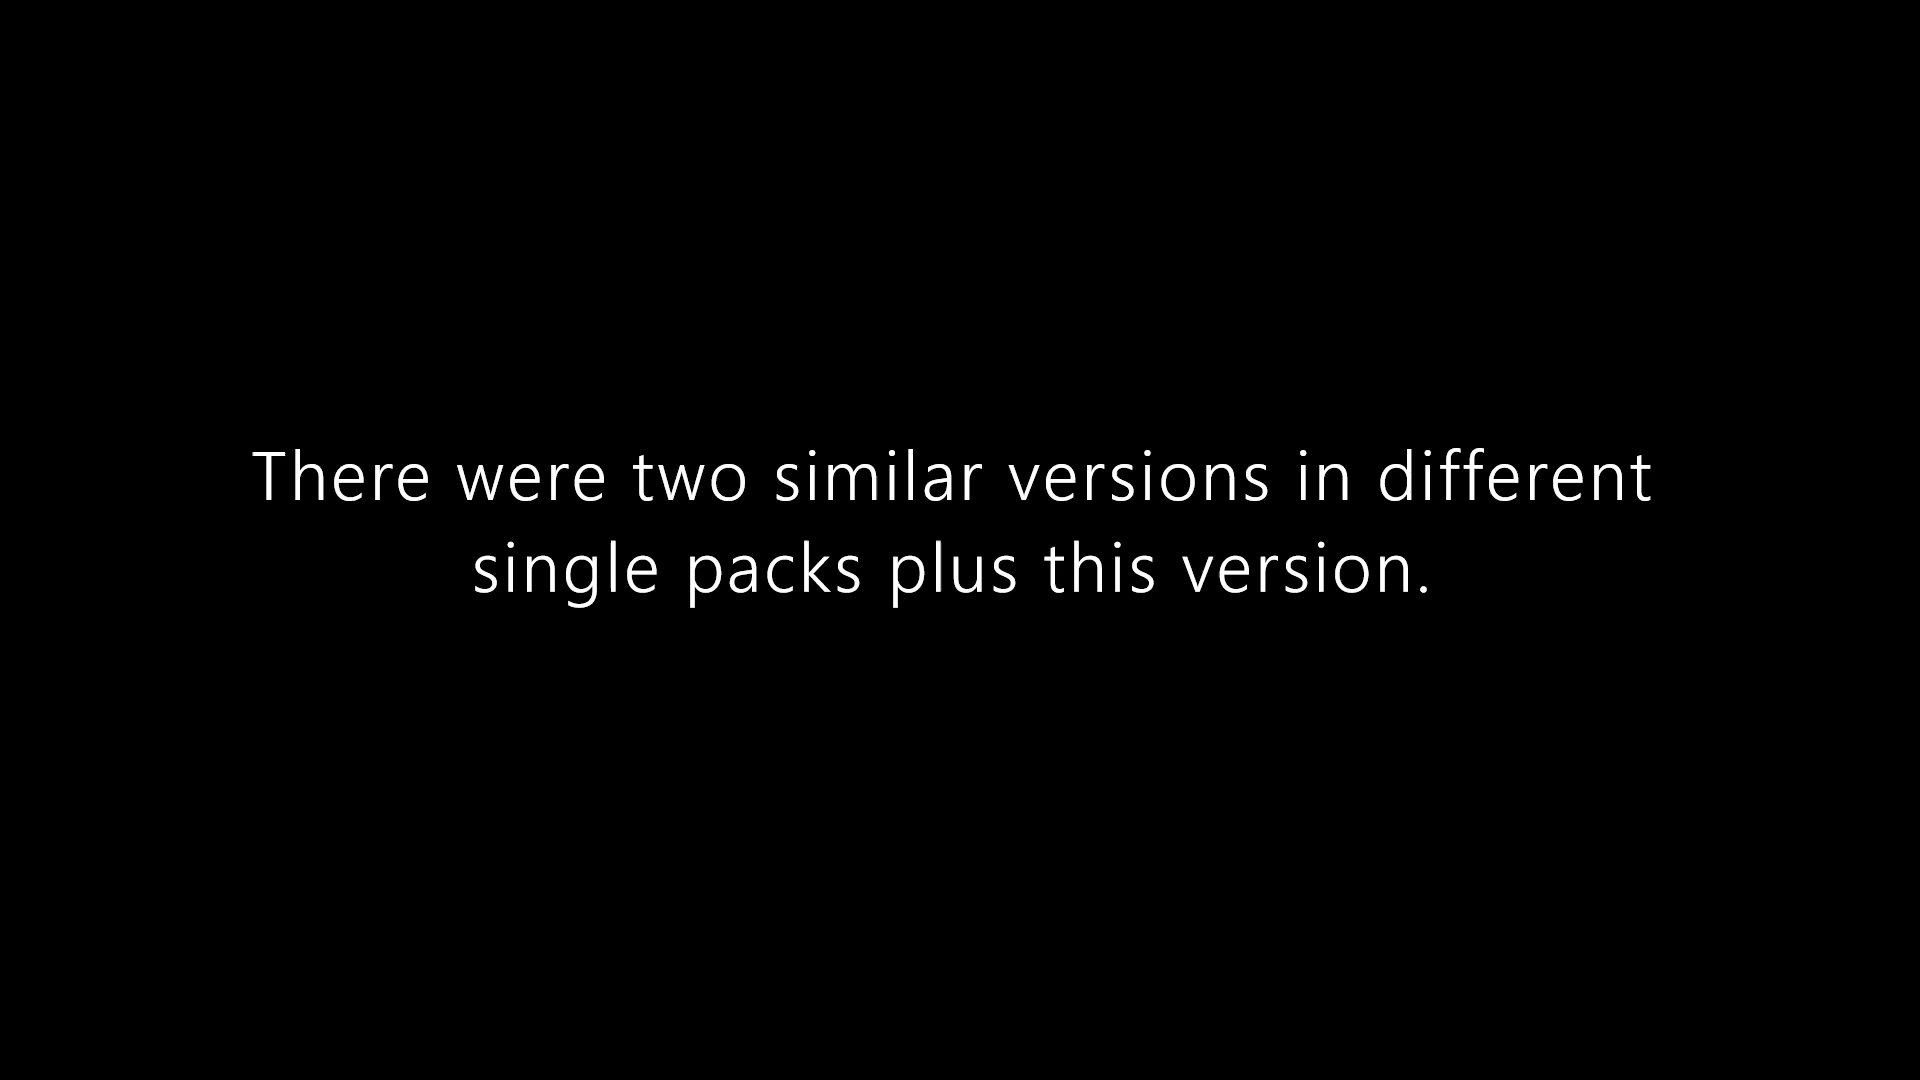 There were two similar versions in different
single packs plus this version.